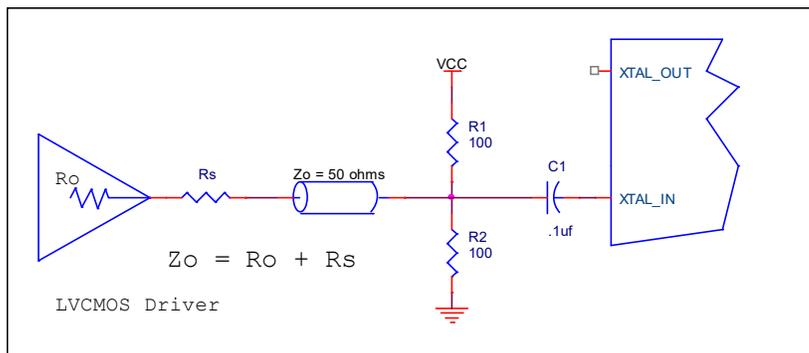 VCC
XTAL_OUT
R1
100
Ro
Rs
Zo = 50 ohms
C1
.1uf
XTAL_IN
R2
100
Zo = Ro + Rs
LVCMOS Driver